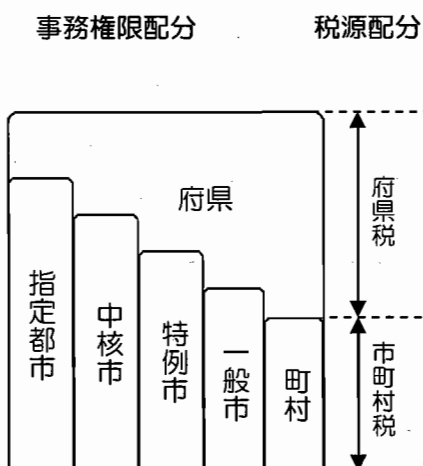 事務権限配分
税源配分
府県
府県税
指定都市
中核市
特例市
一般市
町村
市町村税